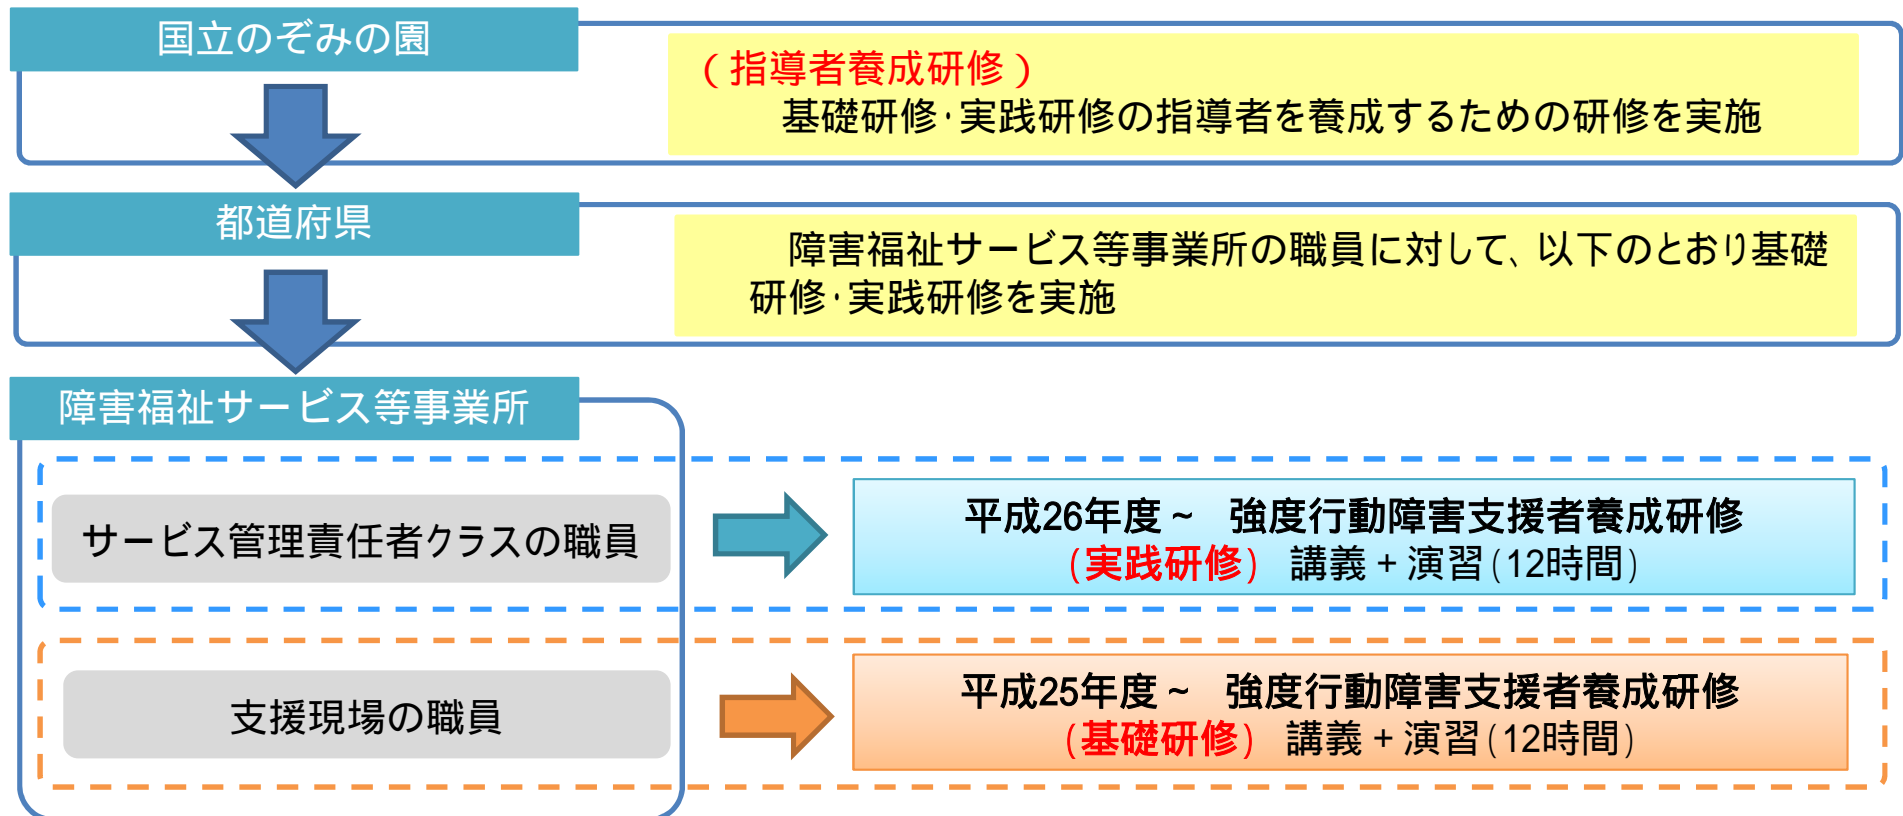 国立のぞみの園
（指導者養成研修）
基礎研修・実践研修の指導者を養成するための研修を実施
都道府県
障害福祉サービス等事業所の職員に対して、以下のとおり基礎
研修・実践研修を実施
障害福祉サービス等事業所
サービス管理責任者クラスの職員
平成26年度～　強度行動障害支援者養成研修
(実践研修)　講義＋演習(12時間)
支援現場の職員
平成25年度～　強度行動障害支援者養成研修
(基礎研修)　講義＋演習(12時間)